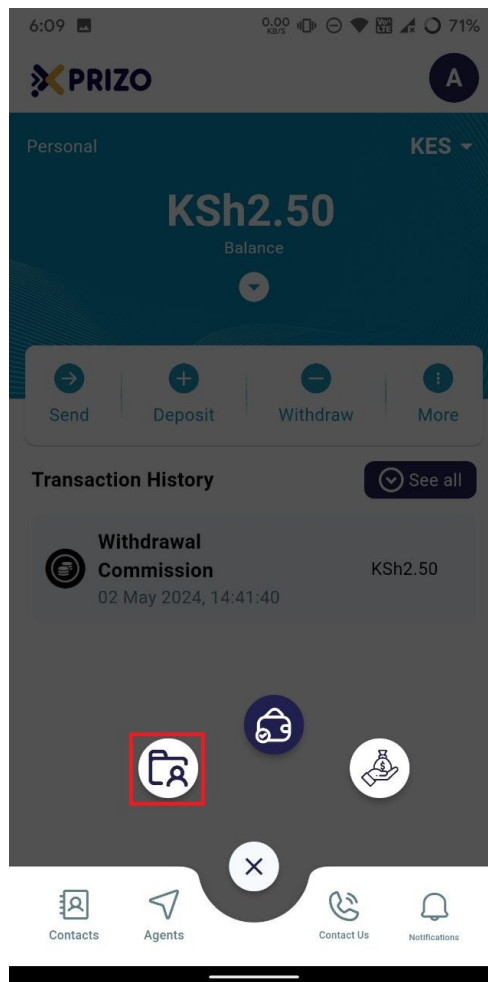 6:09
0.00 KB/S VoLTE 71%
PRIZO
A
Personal
KES
KSh2.50
Balance
Send
Deposit
Withdraw
More
Transaction History
See all
Withdrawal
Commission
KSh2.50
02 May 2024, 14:41:40
Contacts
Agents
Contact Us
Notifications